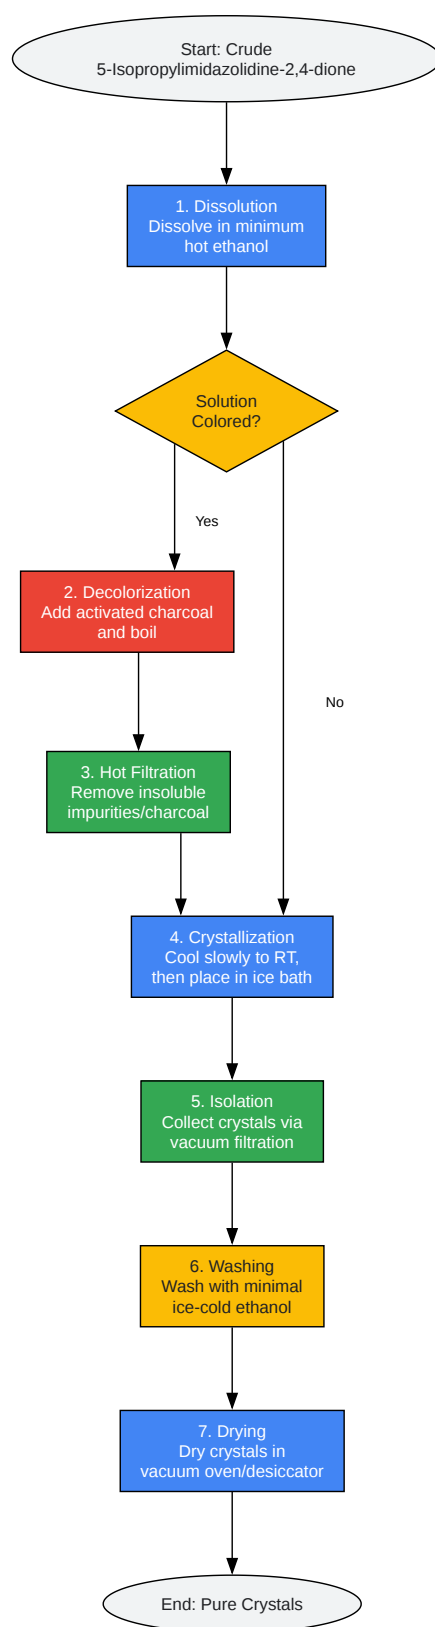 Start: Crude
5-Isopropylimidazolidine-2,4-dione
1. Dissolution
Dissolve in minimum
hot ethanol
Solution
Colored?
Yes
2. Decolorization
Add activated charcoal
and boil
No
3. Hot Filtration
Remove insoluble
impurities/charcoal
4. Crystallization
Cool slowly to RT,
then place in ice bath
5. Isolation
Collect crystals via
vacuum filtration
6. Washing
Wash with minimal
ice-cold ethanol
7. Drying
Dry crystals in
vacuum oven/desiccator
End: Pure Crystals